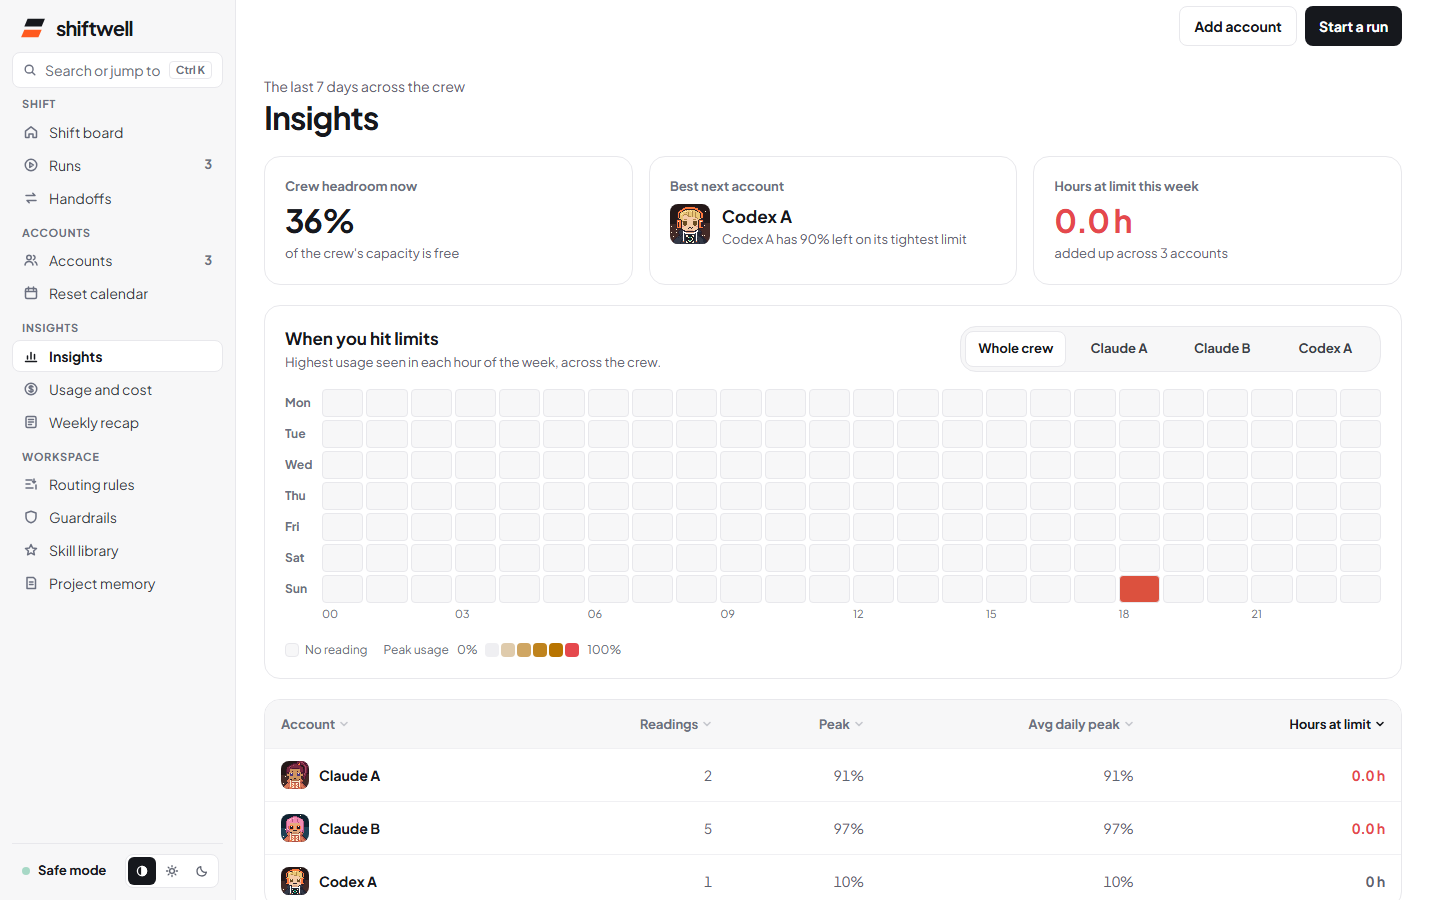 shiftwell
Search or jump to
Ctrl K
SHIFT
Shift board
Runs 3
Handoffs
ACCOUNTS
Accounts 3
Reset calendar
INSIGHTS
Insights
Usage and cost
Weekly recap
WORKSPACE
Routing rules
Guardrails
Skill library
Project memory
Safe mode
Add account
Start a run
The last 7 days across the crew
Insights
Crew headroom now
36%
of the crew's capacity is free
Best next account
Codex A
Codex A has 90% left on its tightest limit
Hours at limit this week
0.0 h
added up across 3 accounts
When you hit limits
Highest usage seen in each hour of the week, across the crew.
Whole crew Claude A Claude B Codex A
Mon
Tue
Wed
Thu
Fri
Sat
Sun
00 03 06 09 12 15 18 21
No reading Peak usage 0% 100%
Account Readings Peak Avg daily peak Hours at limit
Claude A 2 91% 91% 0.0 h
Claude B 5 97% 97% 0.0 h
Codex A 1 10% 10% 0 h